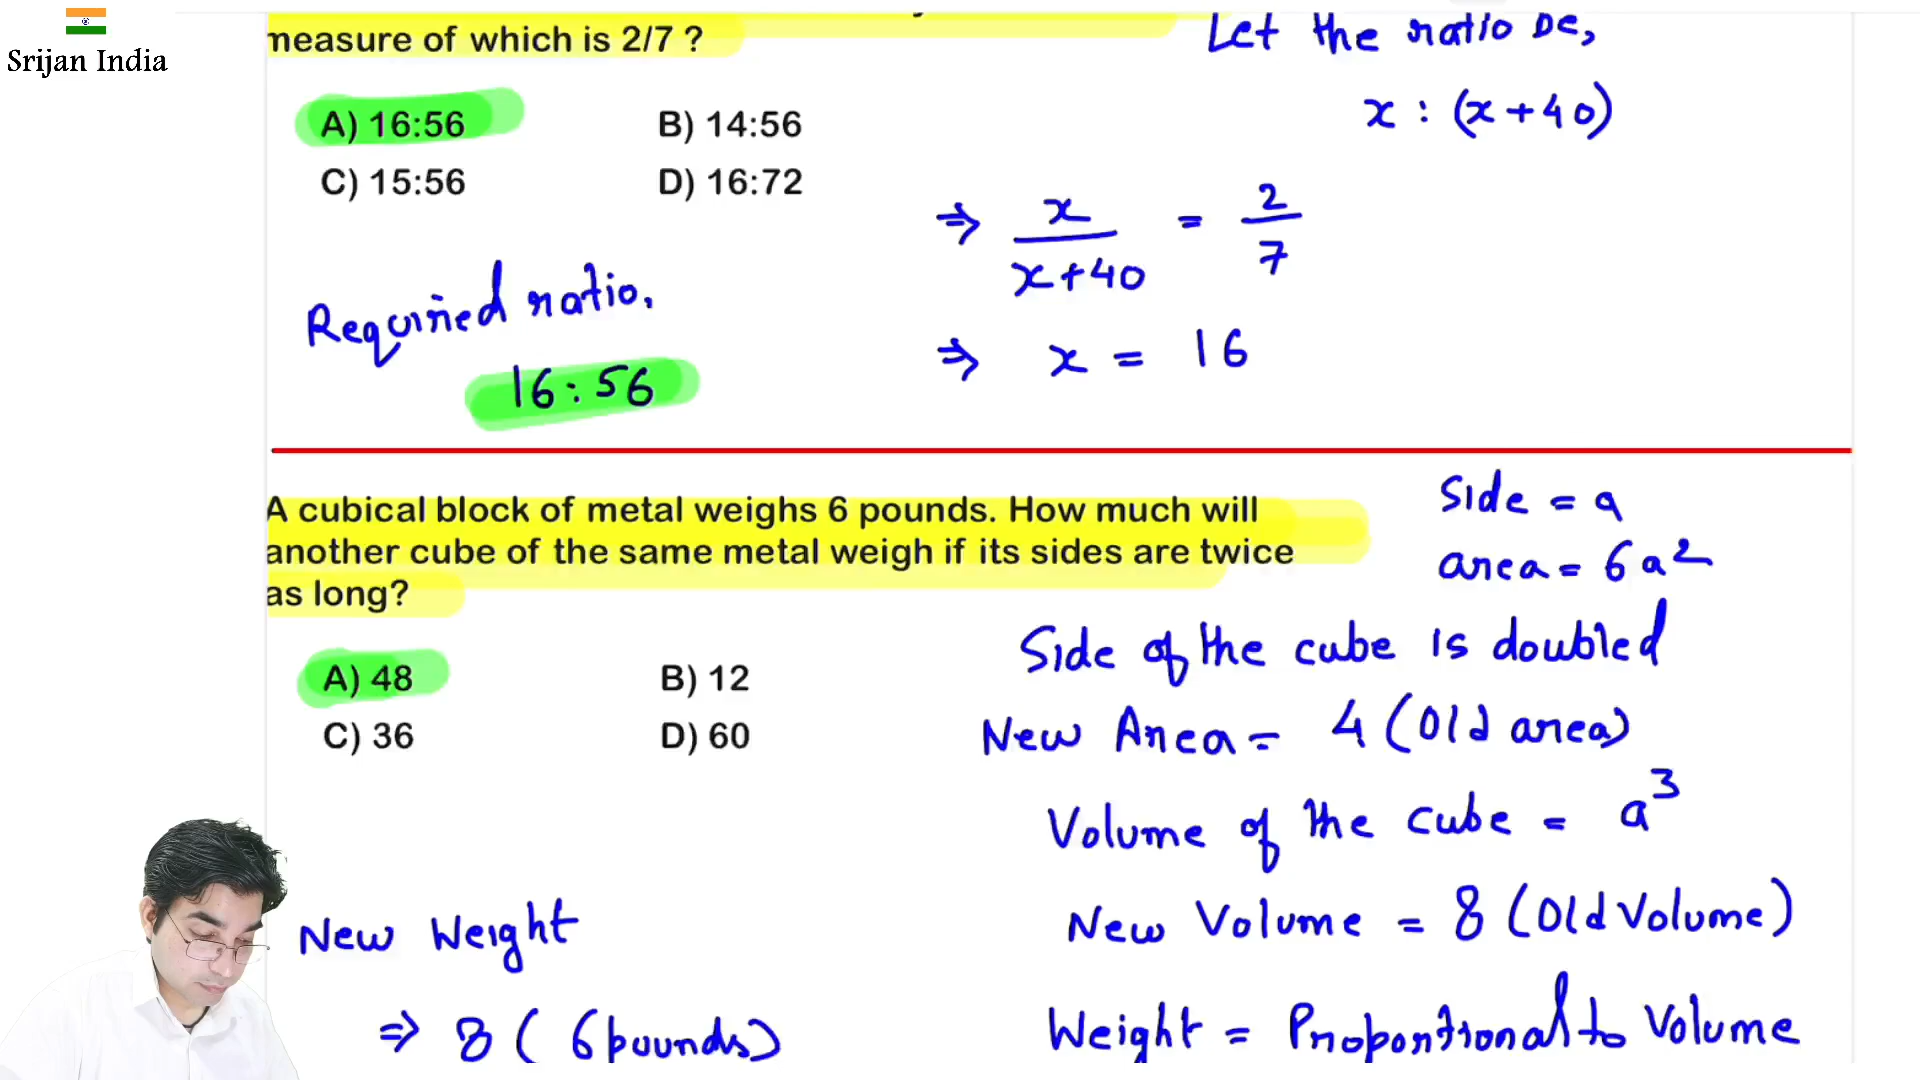 Srijan India
measure of which is 2/7 ?
Let the ratio be,
x : (x+40)
A) 16:56
B) 14:56
C) 15:56
D) 16:72
⇒ x/(x+40) = 2/7
⇒ x = 16
Required ratio.
16:56
A cubical block of metal weighs 6 pounds. How much will
another cube of the same metal weigh if its sides are twice
as long?
Side = a
area = 6a²
A) 48
B) 12
C) 36
D) 60
Side of the cube is doubled
New Area = 4 (Old area)
Volume of the cube = a³
New Volume = 8 (Old Volume)
Weight = Proportional to Volume
New Weight
⇒ 8 ( 6 pounds)